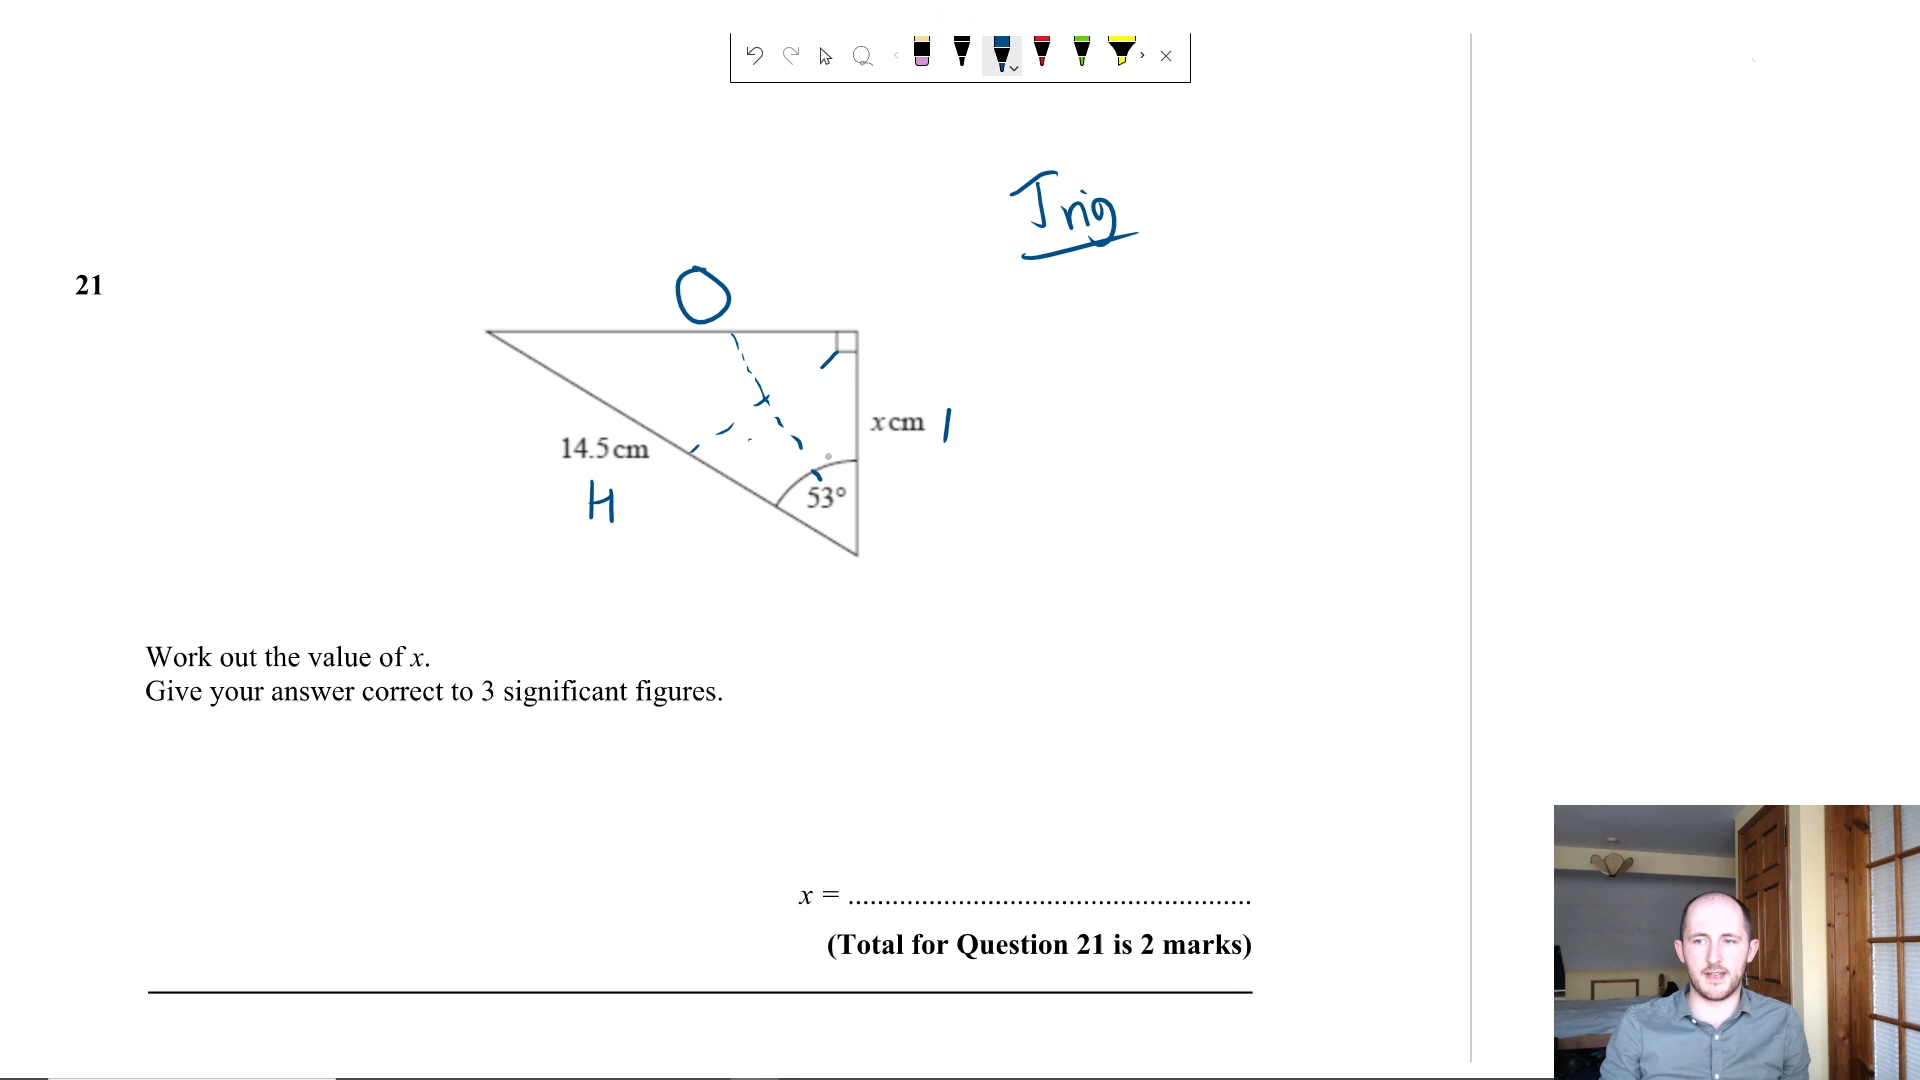 Trig
21
O
x cm
14.5 cm
H
53°
Work out the value of x.
Give your answer correct to 3 significant figures.
x = ......................................................
(Total for Question 21 is 2 marks)